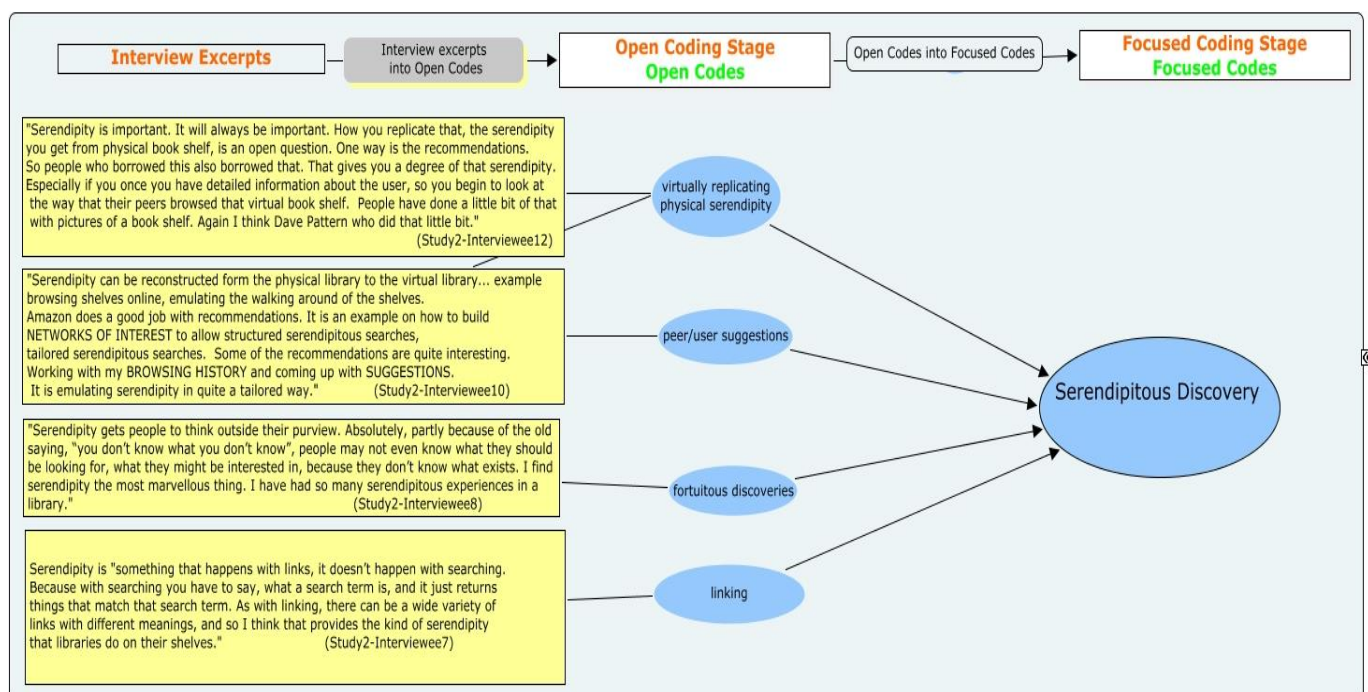 Interview Excerpts
Interview excerpts
into Open Codes
Open Coding Stage
Open Codes
Open Codes into Focused Codes
Focused Coding Stage
Focused Codes
"Serendipity is important. It will always be important. How you replicate that, the serendipity
you get from physical book shelf, is an open question. One way is the recommendations.
So people who borrowed this also borrowed that. That gives you a degree of that serendipity.
Especially if you once you have detailed information about the user, so you begin to look at
the way that their peers browsed that virtual book shelf. People have done a little bit of that
with pictures of a book shelf. Again I think Dave Pattern who did that little bit."
(Study2-Interviewee12)
virtually replicating
physical serendipity
"Serendipity can be reconstructed form the physical library to the virtual library... example
browsing shelves online, emulating the walking around of the shelves.
Amazon does a good job with recommendations. It is an example on how to build
NETWORKS OF INTEREST to allow structured serendipitous searches,
tailored serendipitous searches. Some of the recommendations are quite interesting.
Working with my BROWSING HISTORY and coming up with SUGGESTIONS.
It is emulating serendipity in quite a tailored way." (Study2-Interviewee10)
peer/user suggestions
Serendipitous Discovery
"Serendipity gets people to think outside their purview. Absolutely, partly because of the old
saying, “you don’t know what you don’t know”, people may not even know what they should
be looking for, what they might be interested in, because they don’t know what exists. I find
serendipity the most marvellous thing. I have had so many serendipitous experiences in a
library." (Study2-Interviewee8)
fortuitous discoveries
Serendipity is "something that happens with links, it doesn’t happen with searching.
Because with searching you have to say, what a search term is, and it just returns
things that match that search term. As with linking, there can be a wide variety of
links with different meanings, and so I think that provides the kind of serendipity
that libraries do on their shelves." (Study2-Interviewee7)
linking